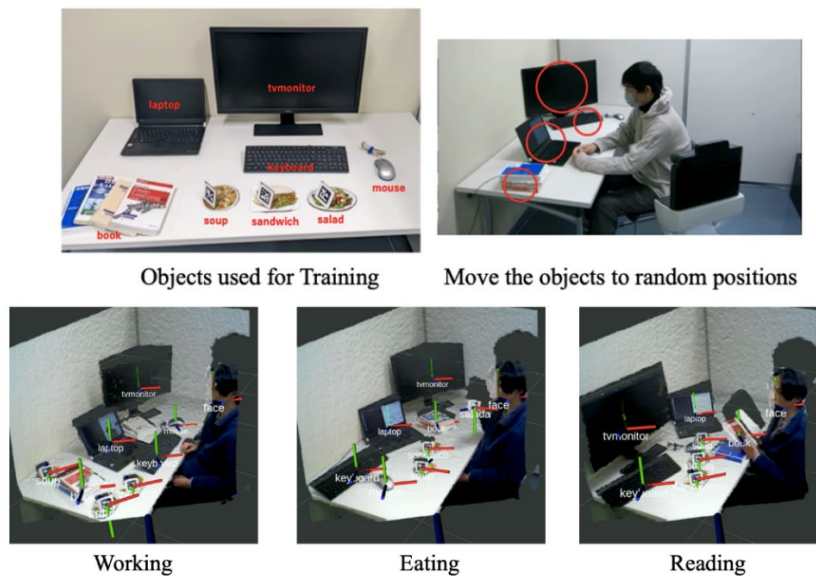 laptop
tvmonitor
keyboard
mouse
soup
sandwich
salad
book
Objects used for Training
Move the objects to random positions
tvmonitor
face
laptop
soup
tvmonitor
face
laptop
keyboard
tvmonitor
laptop
face
book
keyboard
Working
Eating
Reading